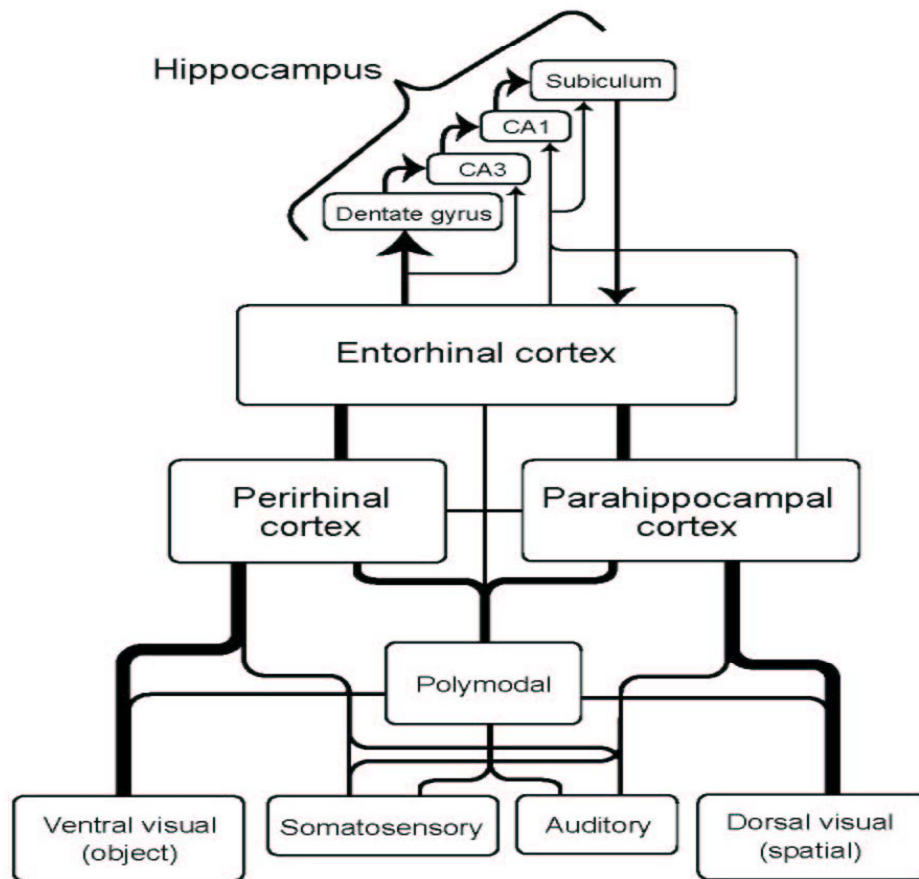 Hippocampus
Subiculum
CA1
CA3
Dentate gyrus
Entorhinal cortex
Perirhinal
cortex
Parahippocampal
cortex
Polymodal
Ventral visual
(object)
Somatosensory
Auditory
Dorsal visual
(spatial)